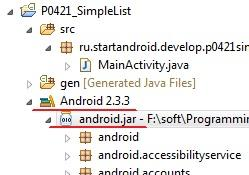 P0421_SimpleList
src
ru.startandroid.develop.p0421sim
MainActivity.java
gen [Generated Java Files]
Android 2.3.3
android.jar - F:\soft\Programmin
android
android.accessibilityservice
android.accounts